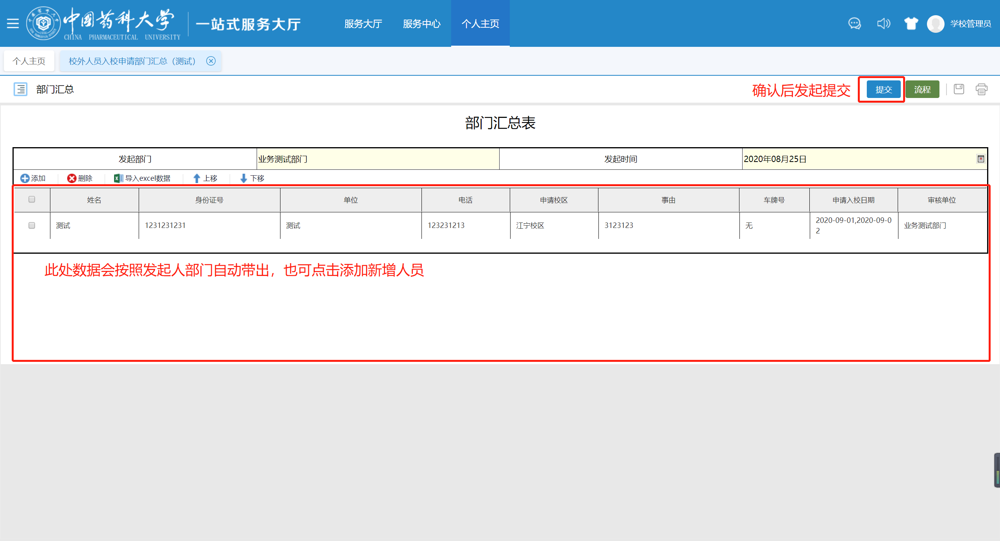 中國药科大学
CHINA PHARMACEUTICAL UNIVERSITY
一站式服务大厅
服务大厅
服务中心
个人主页
学校管理员
个人主页
校外人员入校申请部门汇总（测试）
部门汇总
确认后发起提交
提交
流程
部门汇总表
发起部门
业务测试部门
发起时间
2020年08月25日
添加
删除
导入excel数据
上移
下移
姓名
身份证号
单位
电话
申请校区
事由
车牌号
申请入校日期
审核单位
测试
1231231231
测试
123231213
江宁校区
3123123
无
2020-09-01,2020-09-0
2
业务测试部门
此处数据会按照发起人部门自动带出，也可点击添加新增人员